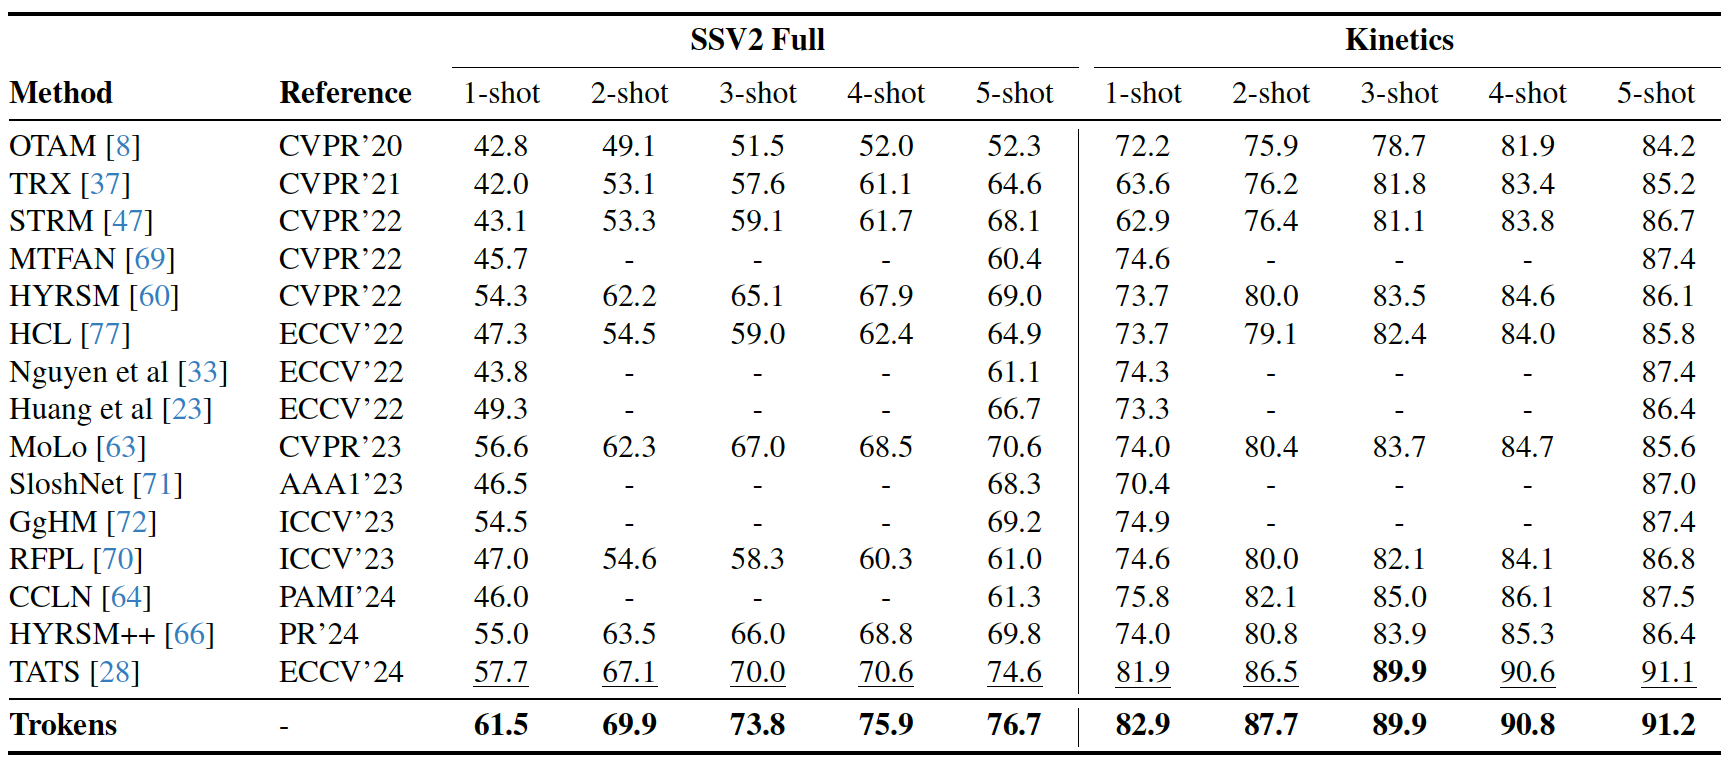 SSV2 Full Kinetics
Method Reference 1-shot 2-shot 3-shot 4-shot 5-shot 1-shot 2-shot 3-shot 4-shot 5-shot
OTAM [8] CVPR’20 42.8 49.1 51.5 52.0 52.3 72.2 75.9 78.7 81.9 84.2
TRX [37] CVPR’21 42.0 53.1 57.6 61.1 64.6 63.6 76.2 81.8 83.4 85.2
STRM [47] CVPR’22 43.1 53.3 59.1 61.7 68.1 62.9 76.4 81.1 83.8 86.7
MTFAN [69] CVPR’22 45.7 - - - 60.4 74.6 - - - 87.4
HYRSM [60] CVPR’22 54.3 62.2 65.1 67.9 69.0 73.7 80.0 83.5 84.6 86.1
HCL [77] ECCV’22 47.3 54.5 59.0 62.4 64.9 73.7 79.1 82.4 84.0 85.8
Nguyen et al [33] ECCV’22 43.8 - - - 61.1 74.3 - - - 87.4
Huang et al [23] ECCV’22 49.3 - - - 66.7 73.3 - - - 86.4
MoLo [63] CVPR’23 56.6 62.3 67.0 68.5 70.6 74.0 80.4 83.7 84.7 85.6
SloshNet [71] AAA1’23 46.5 - - - 68.3 70.4 - - - 87.0
GgHM [72] ICCV’23 54.5 - - - 69.2 74.9 - - - 87.4
RFPL [70] ICCV’23 47.0 54.6 58.3 60.3 61.0 74.6 80.0 82.1 84.1 86.8
CCLN [64] PAMI’24 46.0 - - - 61.3 75.8 82.1 85.0 86.1 87.5
HYRSM++ [66] PR’24 55.0 63.5 66.0 68.8 69.8 74.0 80.8 83.9 85.3 86.4
TATS [28] ECCV’24 57.7 67.1 70.0 70.6 74.6 81.9 86.5 89.9 90.6 91.1
Trokens - 61.5 69.9 73.8 75.9 76.7 82.9 87.7 89.9 90.8 91.2